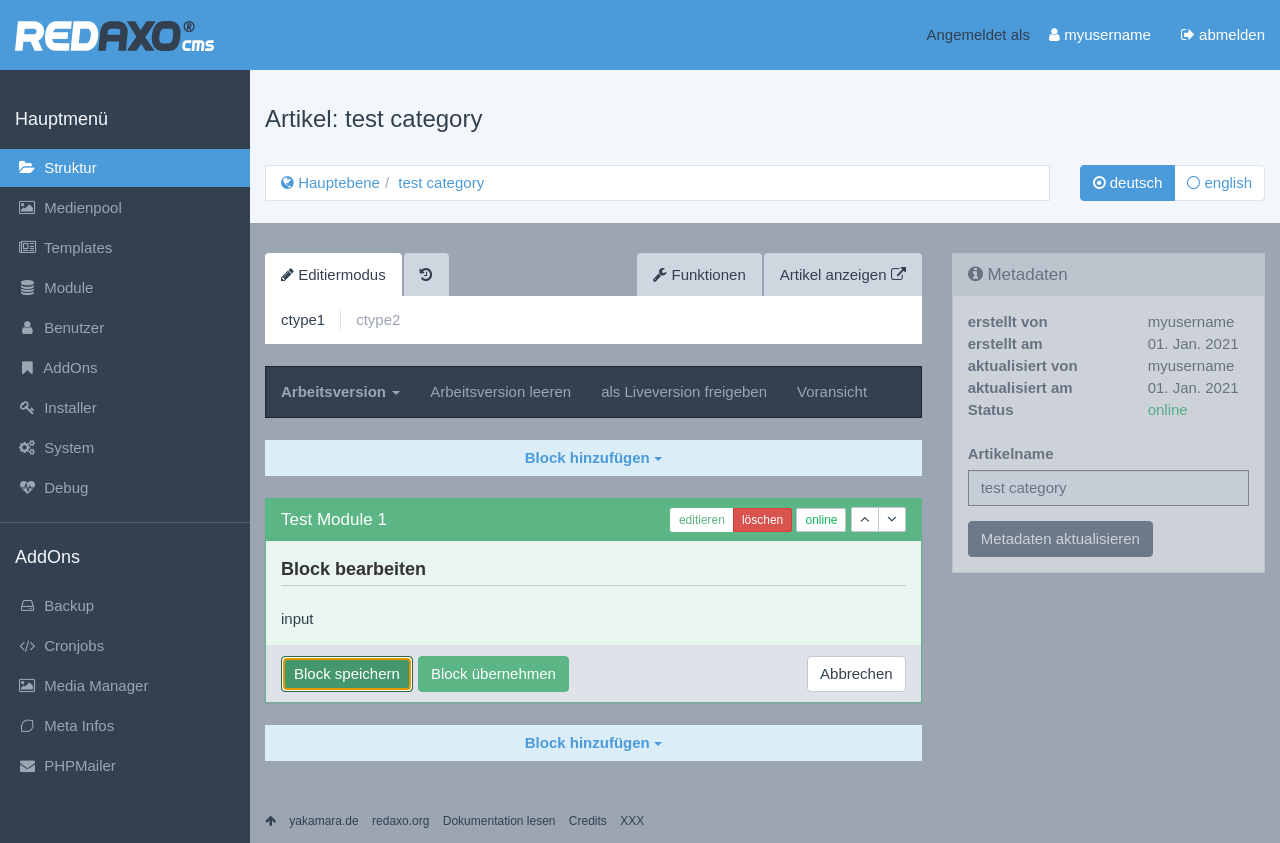 REDAXO® cms
Angemeldet als myusername abmelden
Hauptmenü
Struktur
Medienpool
Templates
Module
Benutzer
AddOns
Installer
System
Debug
AddOns
Backup
Cronjobs
Media Manager
Meta Infos
PHPMailer
Artikel: test category
Hauptebene / test category
deutsch english
Editiermodus Funktionen Artikel anzeigen
ctype1 ctype2
Arbeitsversion Arbeitsversion leeren als Liveversion freigeben Voransicht
Block hinzufügen
Test Module 1 editieren löschen online
Block bearbeiten
input
Block speichern Block übernehmen Abbrechen
Block hinzufügen
Metadaten
erstellt von myusername
erstellt am 01. Jan. 2021
aktualisiert von myusername
aktualisiert am 01. Jan. 2021
Status online
Artikelname
test category
Metadaten aktualisieren
yakamara.de redaxo.org Dokumentation lesen Credits XXX